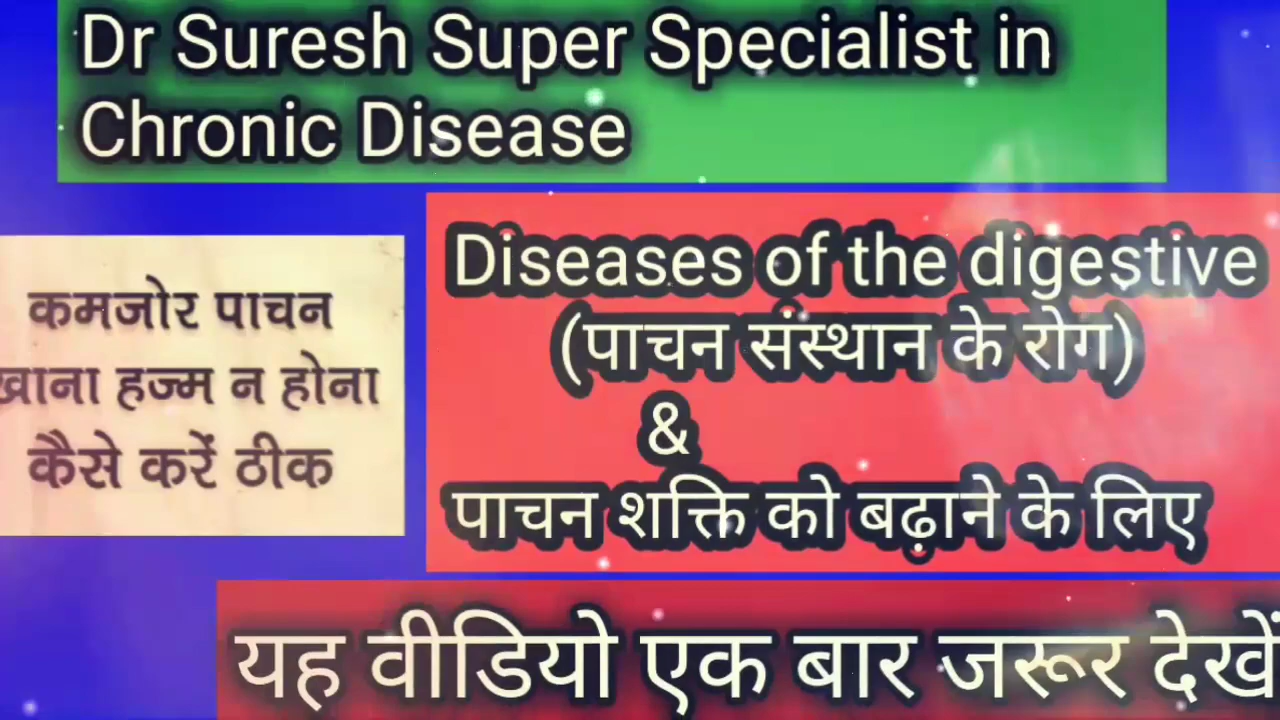 Dr Suresh Super Specialist in
Chronic Disease
कमजोर पाचन
खाना हज्म न होना
कैसे करें ठीक
Diseases of the digestive
(पाचन संस्थान के रोग)
&
पाचन शक्ति को बढ़ाने के लिए
यह वीडियो एक बार जरूर देखें